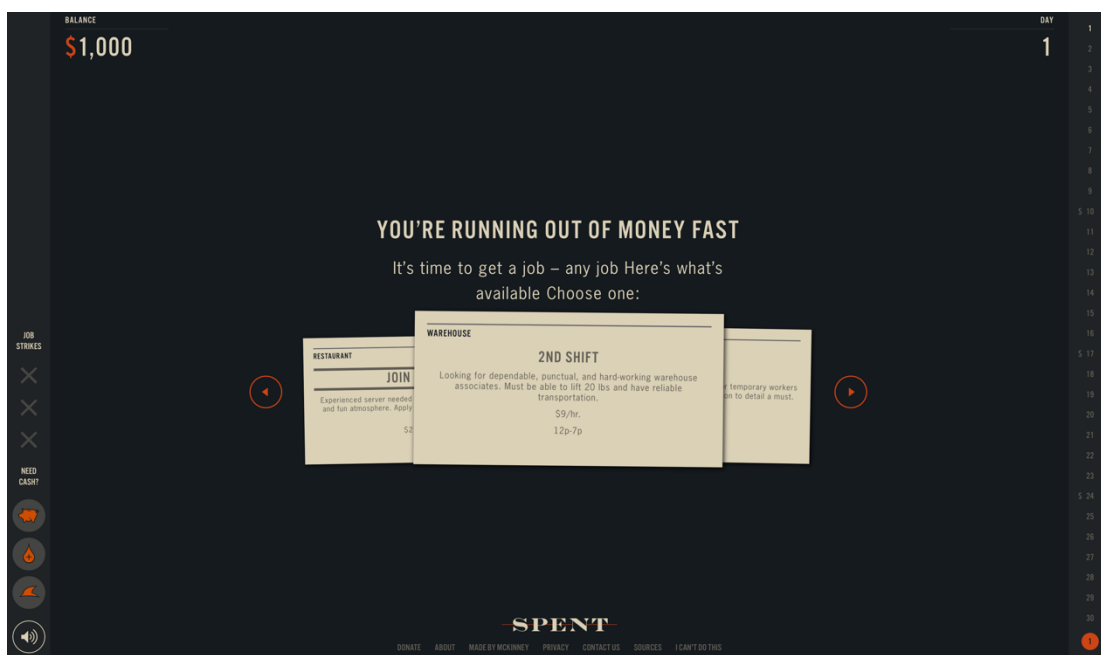 BALANCE
$1,000
DAY
1
YOU'RE RUNNING OUT OF MONEY FAST
It's time to get a job – any job Here's what's
available Choose one:
RESTAURANT
JOIN
Experienced server needed
and fun atmosphere. Apply
$2
WAREHOUSE
2ND SHIFT
Looking for dependable, punctual, and hard-working warehouse
associates. Must be able to lift 20 lbs and have reliable
transportation.
$9/hr.
12p-7p
temporary workers
on to detail a must.
JOB
STRIKES
NEED
CASH?
1
2
3
4
5
6
7
8
9
$ 10
11
12
13
14
15
16
$ 17
18
19
20
21
22
23
$ 24
25
26
27
28
29
30
1
SPENT
DONATE ABOUT MADE BY MCKINNEY PRIVACY CONTACT US SOURCES I CAN'T DO THIS